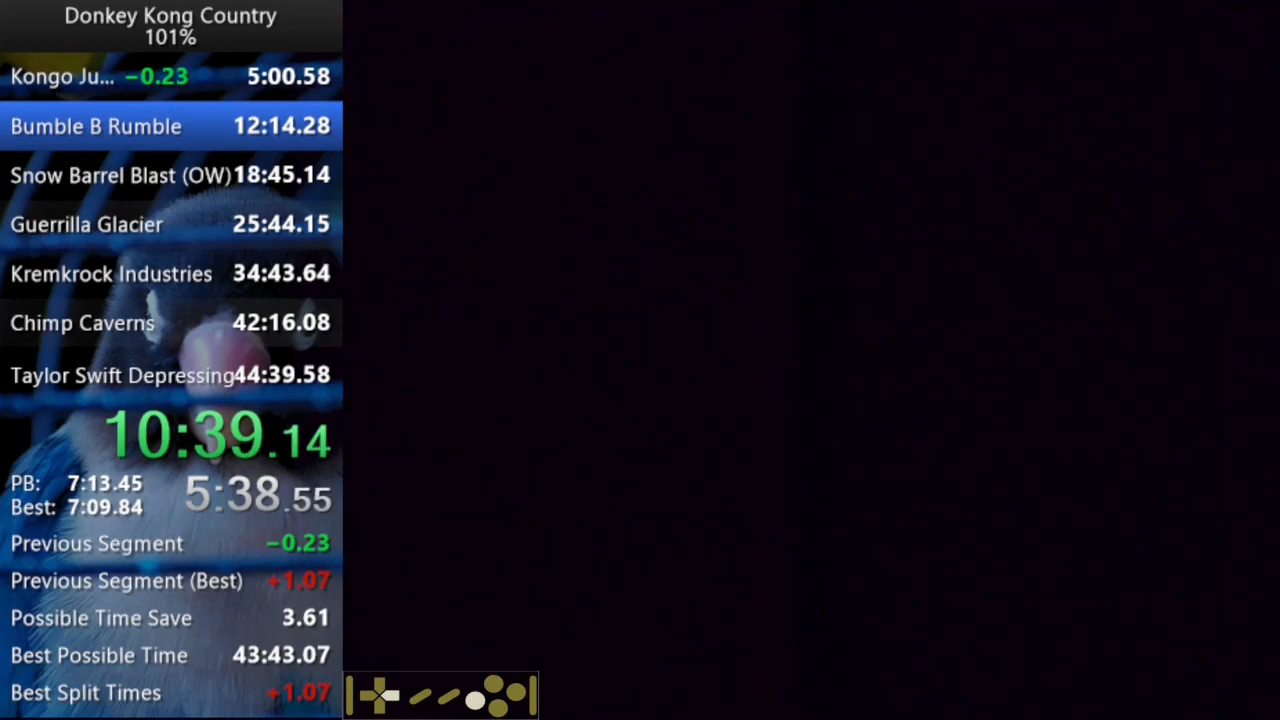 Donkey Kong Country
101%
Kongo Ju... −0.23 5:00.58
Bumble B Rumble 12:14.28
Snow Barrel Blast (OW) 18:45.14
Guerrilla Glacier 25:44.15
Kremkrock Industries 34:43.64
Chimp Caverns 42:16.08
Taylor Swift Depressing 44:39.58
10:39.14
PB: 7:13.45 5:38.55
Best: 7:09.84
Previous Segment −0.23
Previous Segment (Best) +1.07
Possible Time Save 3.61
Best Possible Time 43:43.07
Best Split Times +1.07